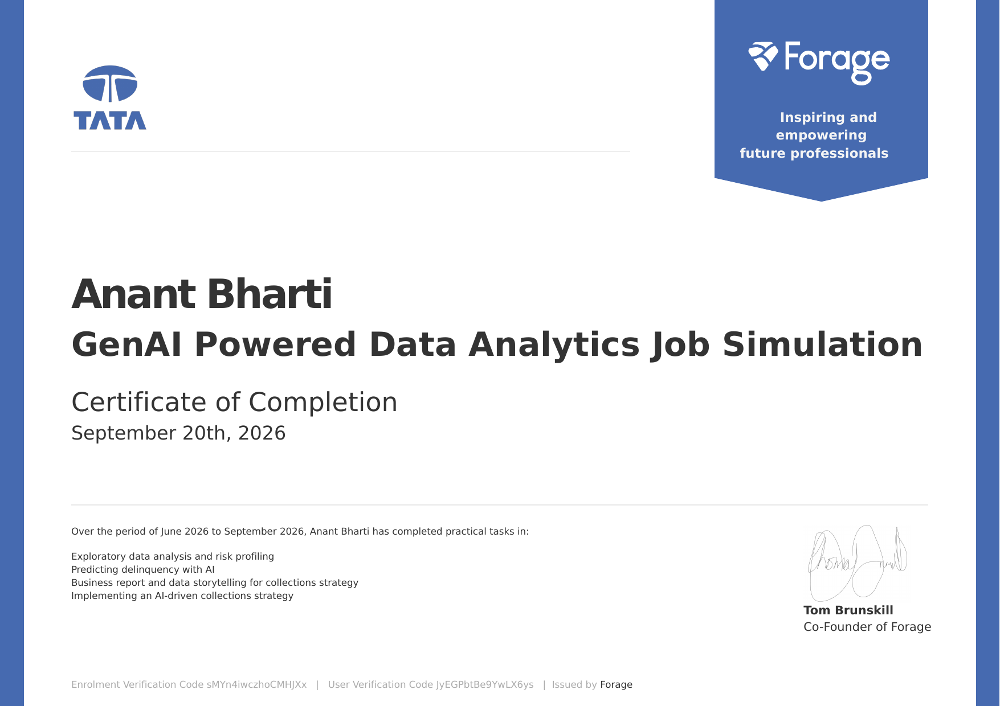 TATA
Forage
Inspiring and
empowering
future professionals
Anant Bharti
GenAI Powered Data Analytics Job Simulation
Certificate of Completion
September 20th, 2026
Over the period of June 2026 to September 2026, Anant Bharti has completed practical tasks in:
Exploratory data analysis and risk profiling
Predicting delinquency with AI
Business report and data storytelling for collections strategy
Implementing an AI-driven collections strategy
Tom Brunskill
Co-Founder of Forage
Enrolment Verification Code sMYn4iwczhoCMHJXx | User Verification Code JyEGPbtBe9YwLX6ys | Issued by Forage